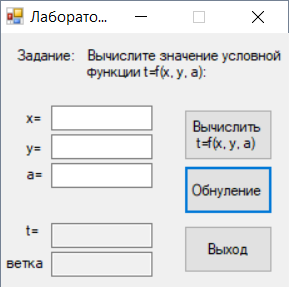 Лаборато...
Задание: Вычислите значение условной
функции t=f(x, y, a):
x=
y=
a=
Вычислить
t=f(x, y, a)
Обнуление
t=
ветка
Выход